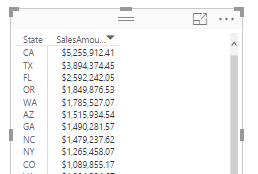 State SalesAmou...
CA $5,255,912.41
TX $3,894,374.45
FL $2,592,242.05
OR $1,849,876.53
WA $1,785,527.07
AZ $1,515,934.54
GA $1,490,281.57
NC $1,479,237.62
NY $1,265,458.07
CO $1,089,855.17